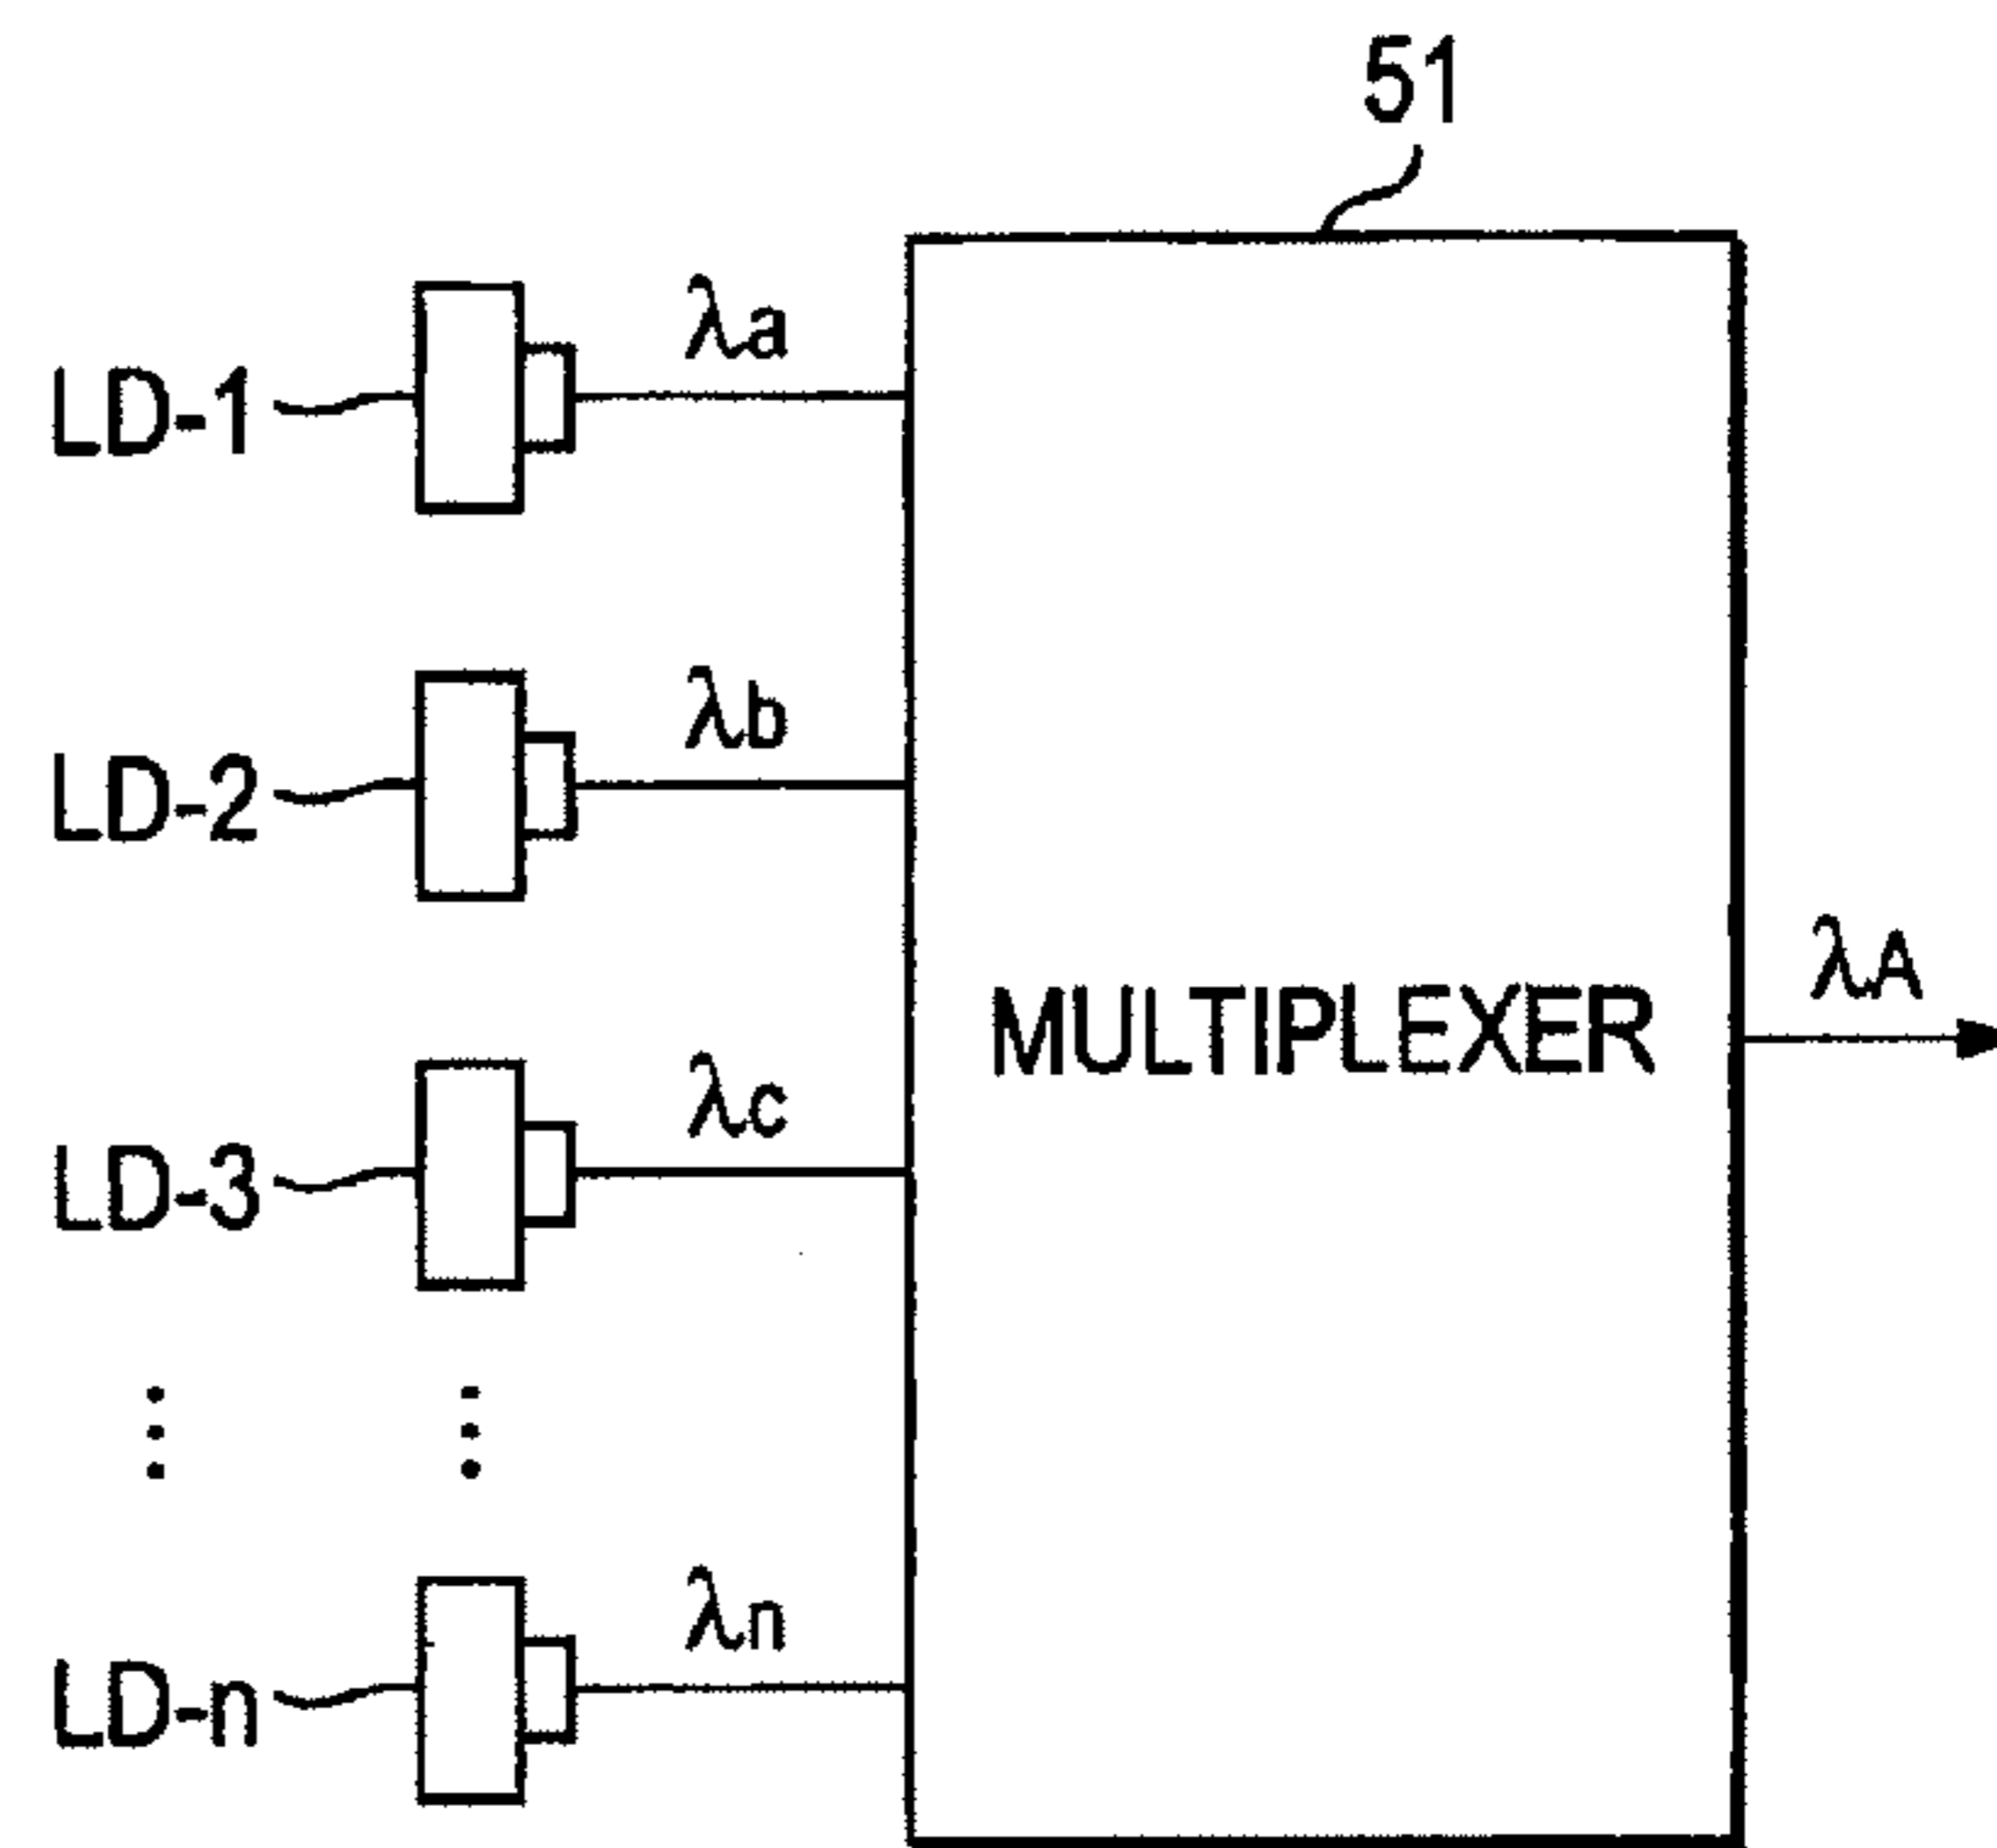 51
LD-1
λa
LD-2
λb
LD-3
λc
MULTIPLEXER
λA
LD-n
λn